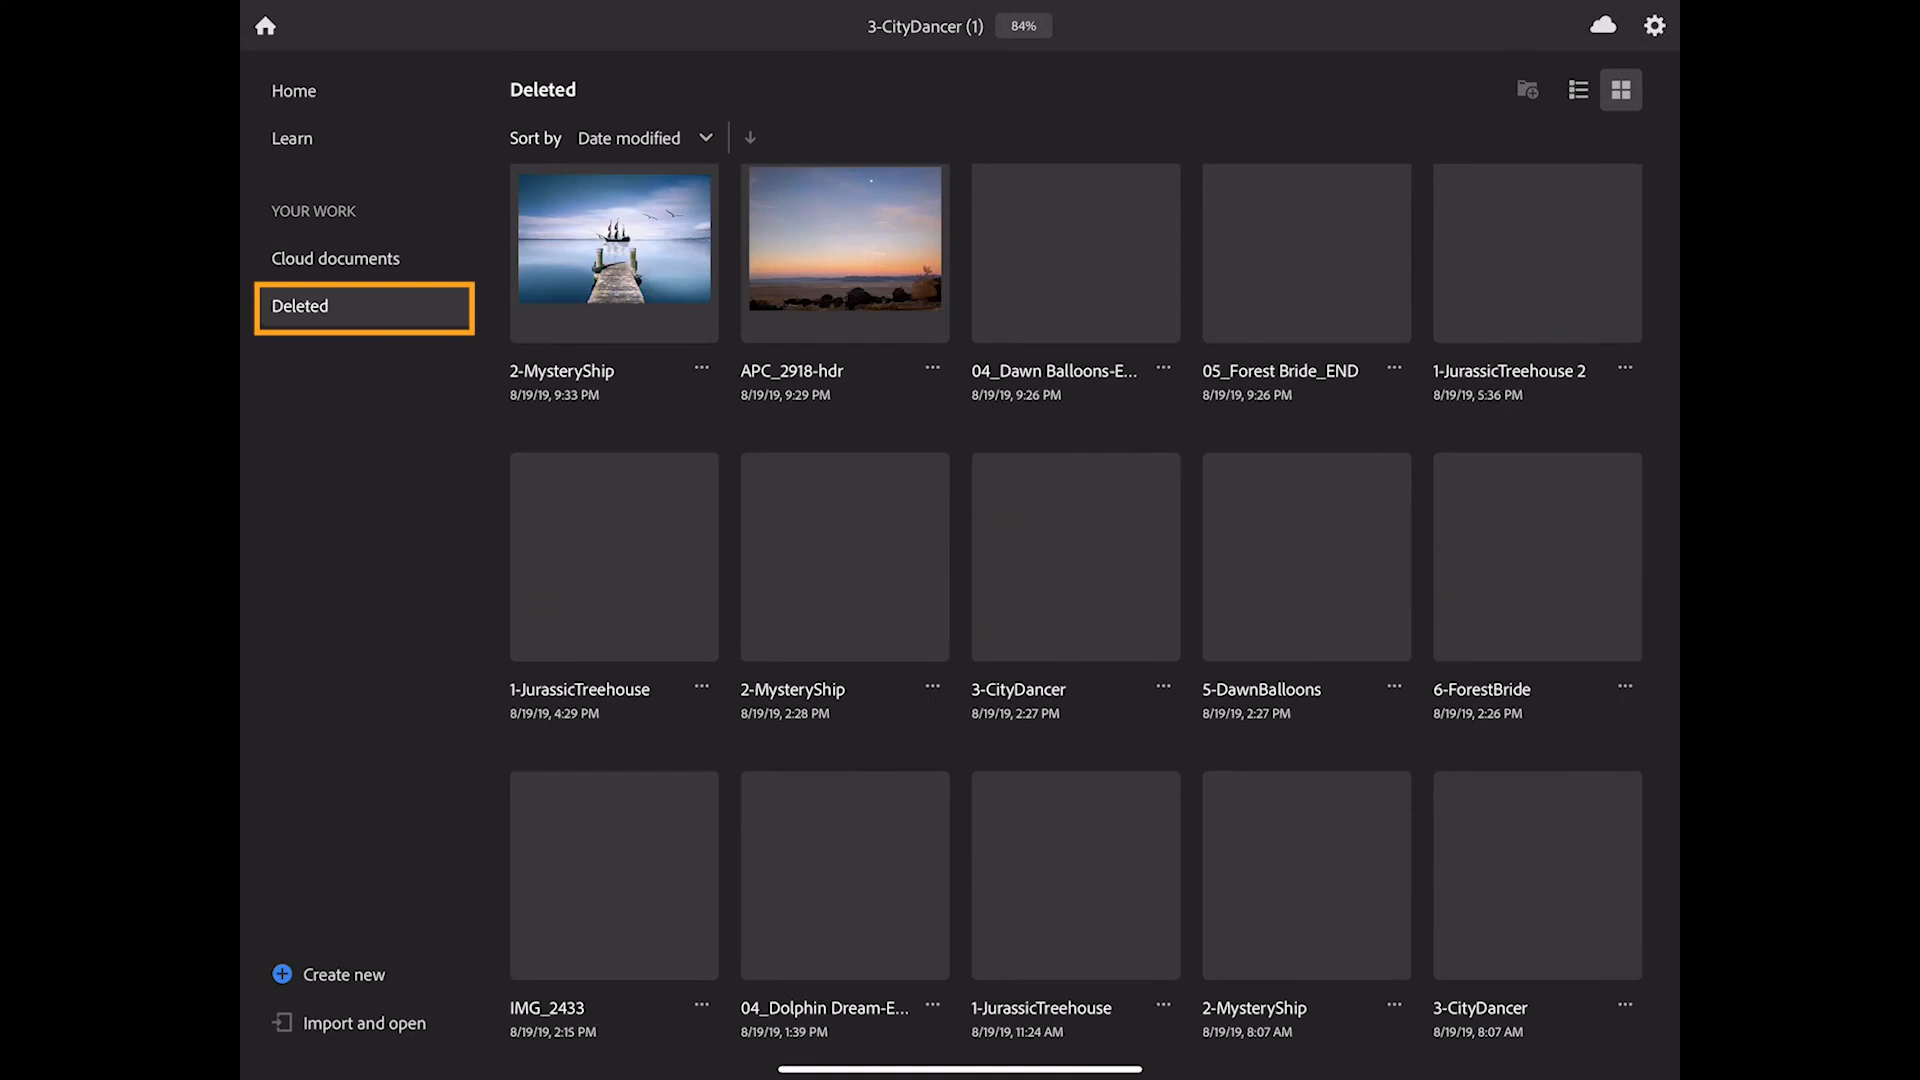 3-CityDancer (1) 84%
Home
Learn
YOUR WORK
Cloud documents
Deleted
Deleted
Sort by Date modified
2-MysteryShip
8/19/19, 9:33 PM
APC_2918-hdr
8/19/19, 9:29 PM
04_Dawn Balloons-E...
8/19/19, 9:26 PM
05_Forest Bride_END
8/19/19, 9:26 PM
1-JurassicTreehouse 2
8/19/19, 5:36 PM
1-JurassicTreehouse
8/19/19, 4:29 PM
2-MysteryShip
8/19/19, 2:28 PM
3-CityDancer
8/19/19, 2:27 PM
5-DawnBalloons
8/19/19, 2:27 PM
6-ForestBride
8/19/19, 2:26 PM
IMG_2433
8/19/19, 2:15 PM
04_Dolphin Dream-E...
8/19/19, 1:39 PM
1-JurassicTreehouse
8/19/19, 11:24 AM
2-MysteryShip
8/19/19, 8:07 AM
3-CityDancer
8/19/19, 8:07 AM
Create new
Import and open